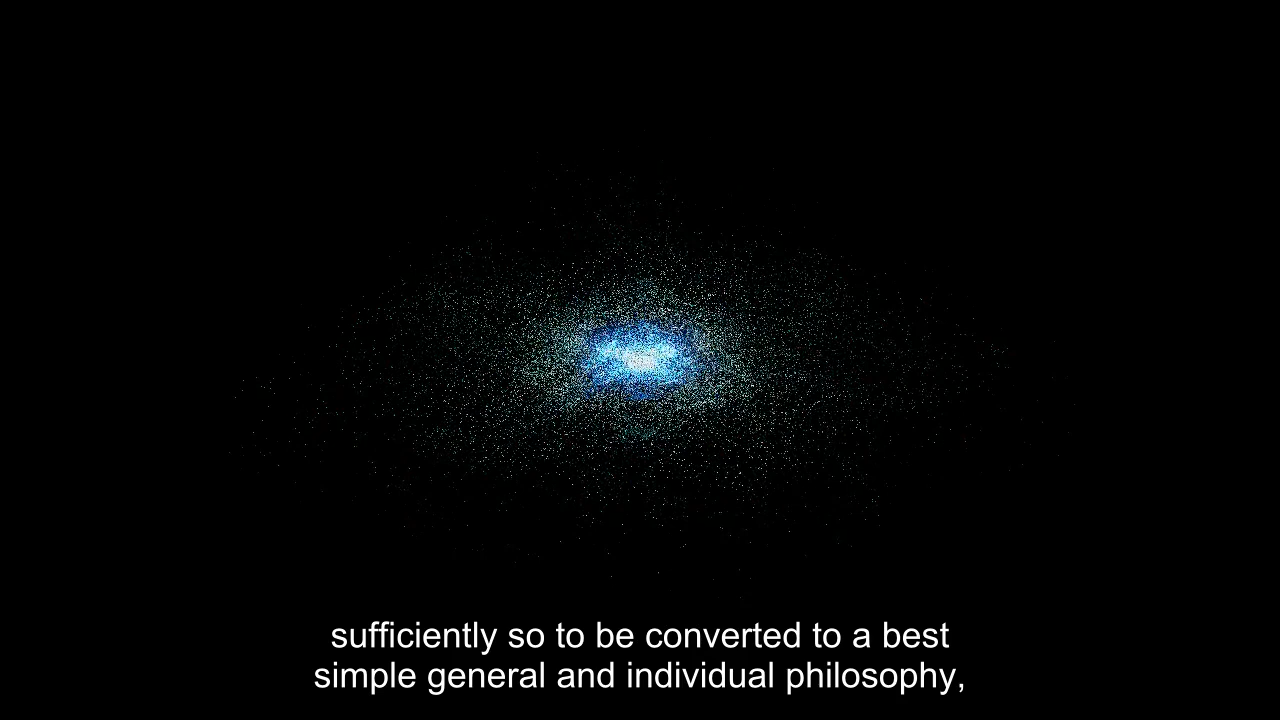 sufficiently so to be converted to a best
simple general and individual philosophy,